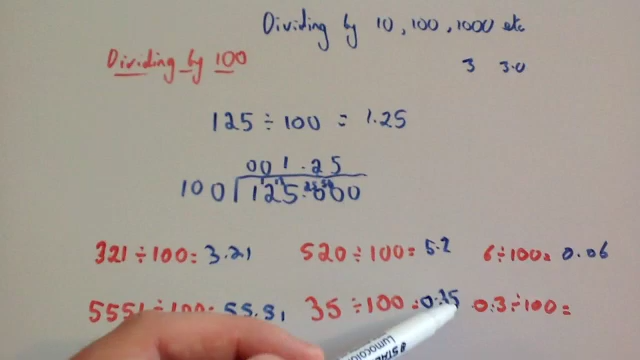 Dividing by 10, 100, 1000 etc
Dividing by 100
3 3.0
125 ÷ 100 = 1.25
001.25
100 125.000
321 ÷ 100 = 3.21
520 ÷ 100 = 5.2
6 ÷ 100 = 0.06
5551 ÷ 100 = 55.51
35 ÷ 100 = 0.35
0.3 ÷ 100 =
STAE
Lumocolo